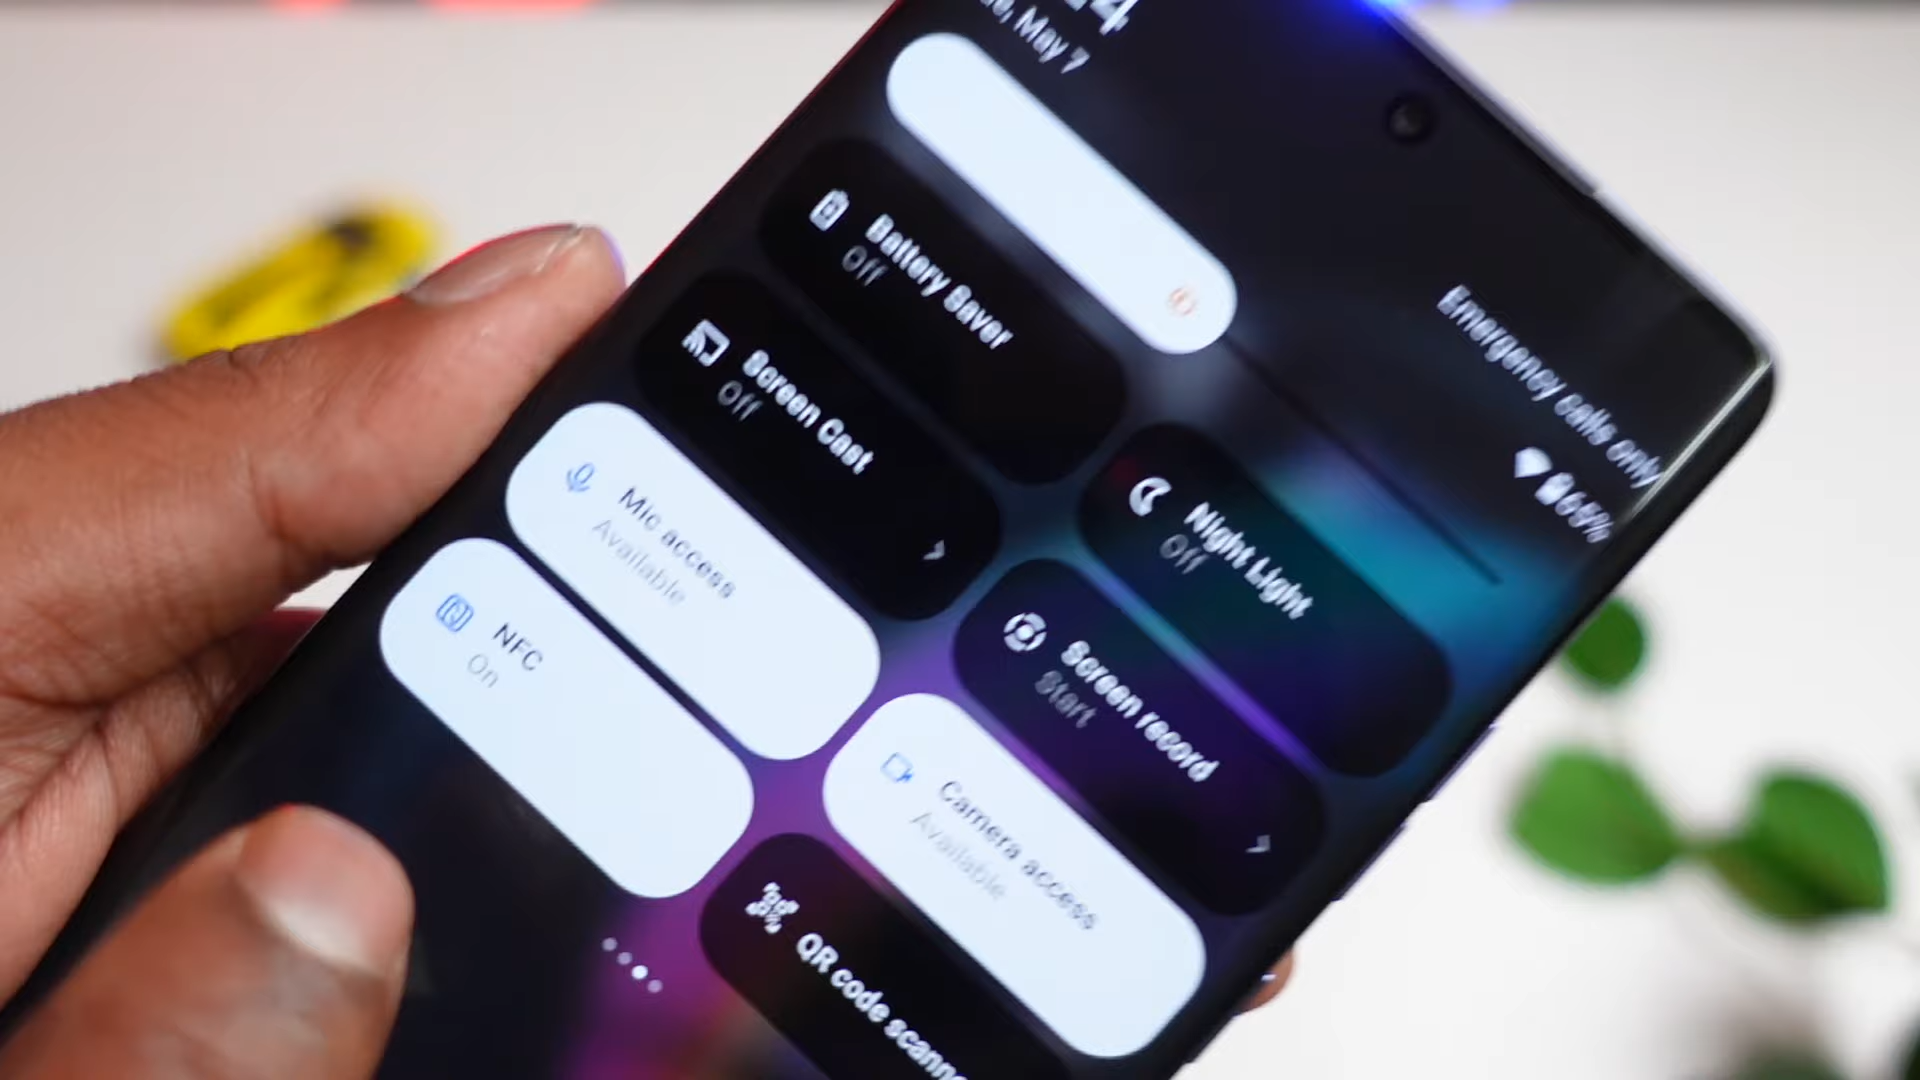 May 7
Emergency calls only
Battery Saver
Off
Night Light
Off
Screen Cast
Off
Screen record
Start
Mic access
Available
Camera access
Available
NFC
On
QR code